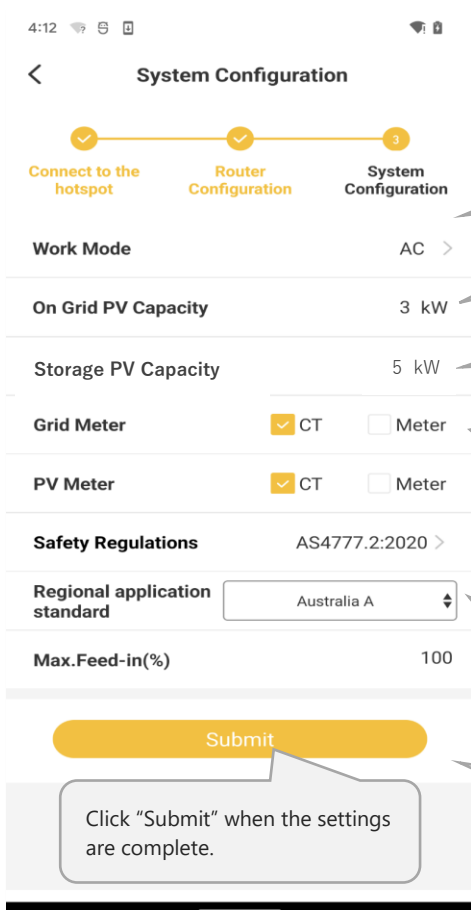 4:12
System Configuration
3
Connect to the
hotspot
Router
Configuration
System
Configuration
Work Mode AC
On Grid PV Capacity 3 kW
Storage PV Capacity 5 kW
Grid Meter CT Meter
PV Meter CT Meter
Safety Regulations AS4777.2:2020
Regional application
standard
Australia A
Max.Feed-in(%) 100
Submit
Click “Submit” when the settings
are complete.